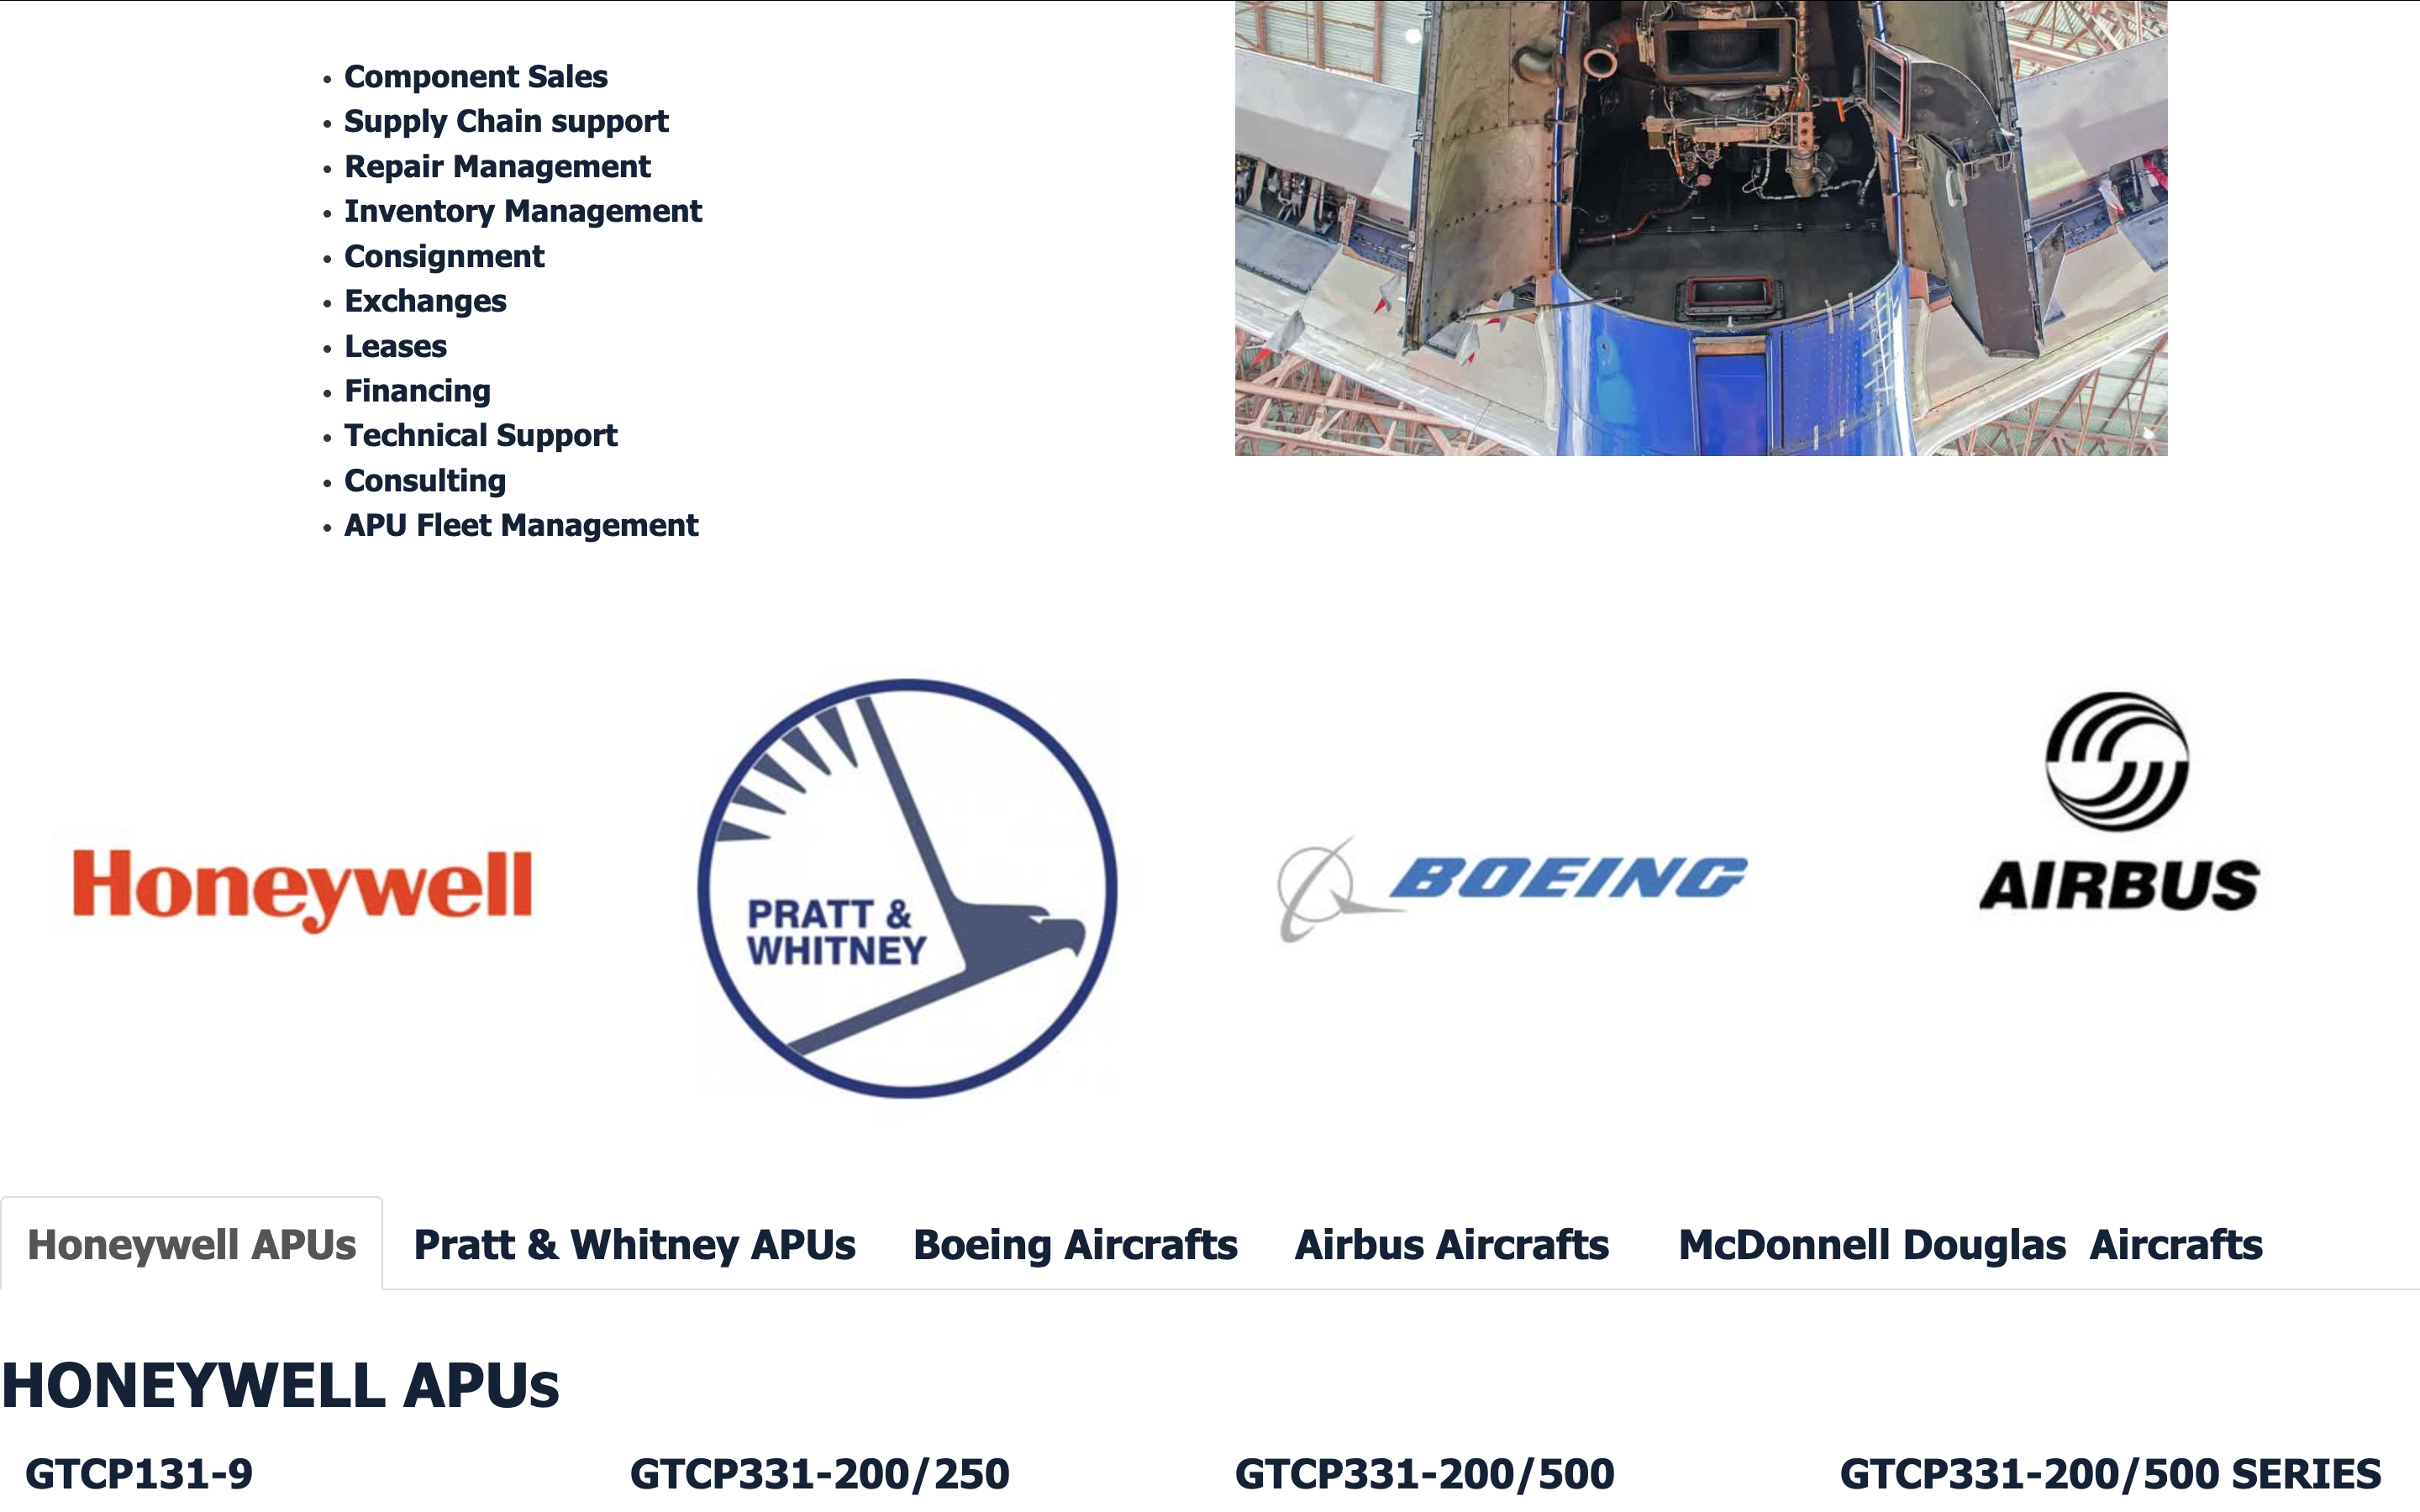 Component Sales
Supply Chain support
Repair Management
Inventory Management
Consignment
Exchanges
Leases
Financing
Technical Support
Consulting
APU Fleet Management
Honeywell
PRATT &
WHITNEY
BOEING
AIRBUS
Honeywell APUs
Pratt & Whitney APUs
Boeing Aircrafts
Airbus Aircrafts
McDonnell Douglas  Aircrafts
HONEYWELL APUs
GTCP131-9
GTCP331-200/250
GTCP331-200/500
GTCP331-200/500 SERIES